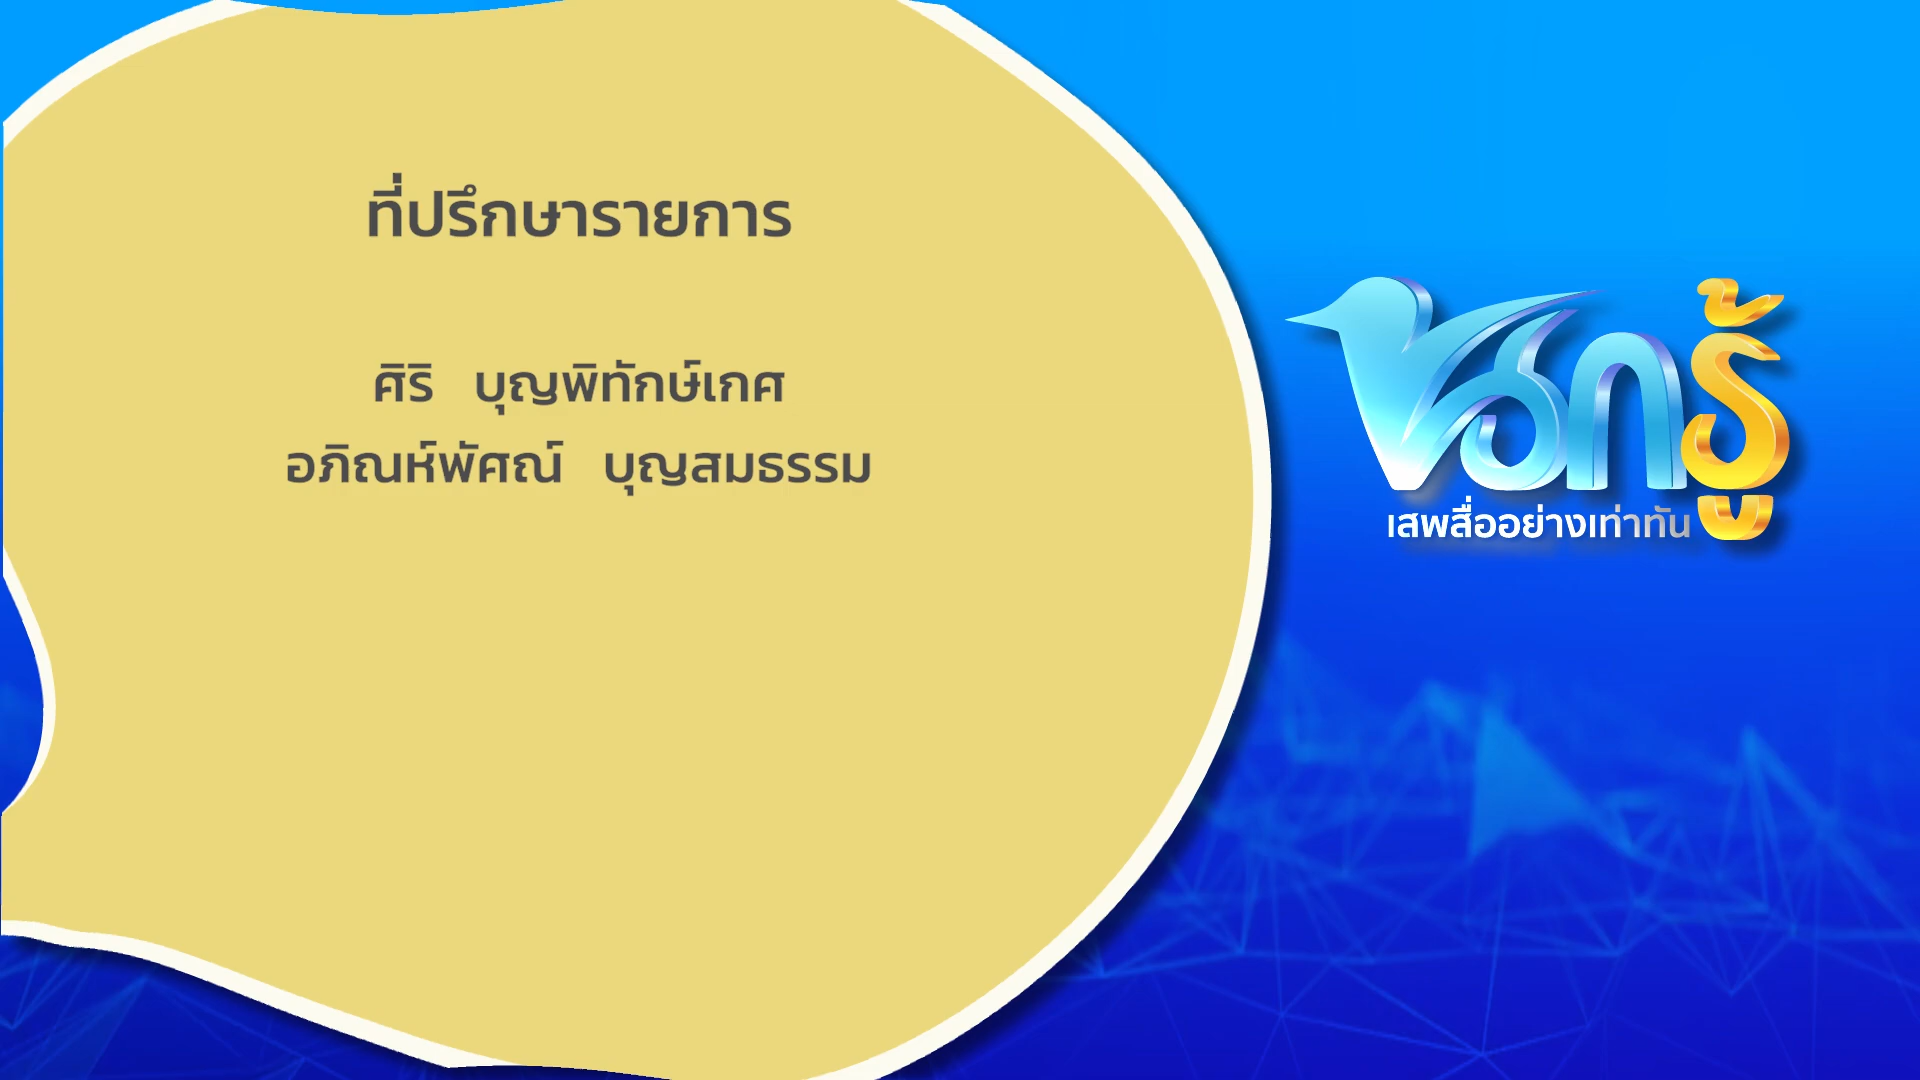 ที่ปรึกษารายการ
ศิริ บุญพิทักษ์เกศ
อภิณห์พัศณ์ บุญสมธรรม
ขอกรู้
เสพสื่ออย่างเท่าทัน